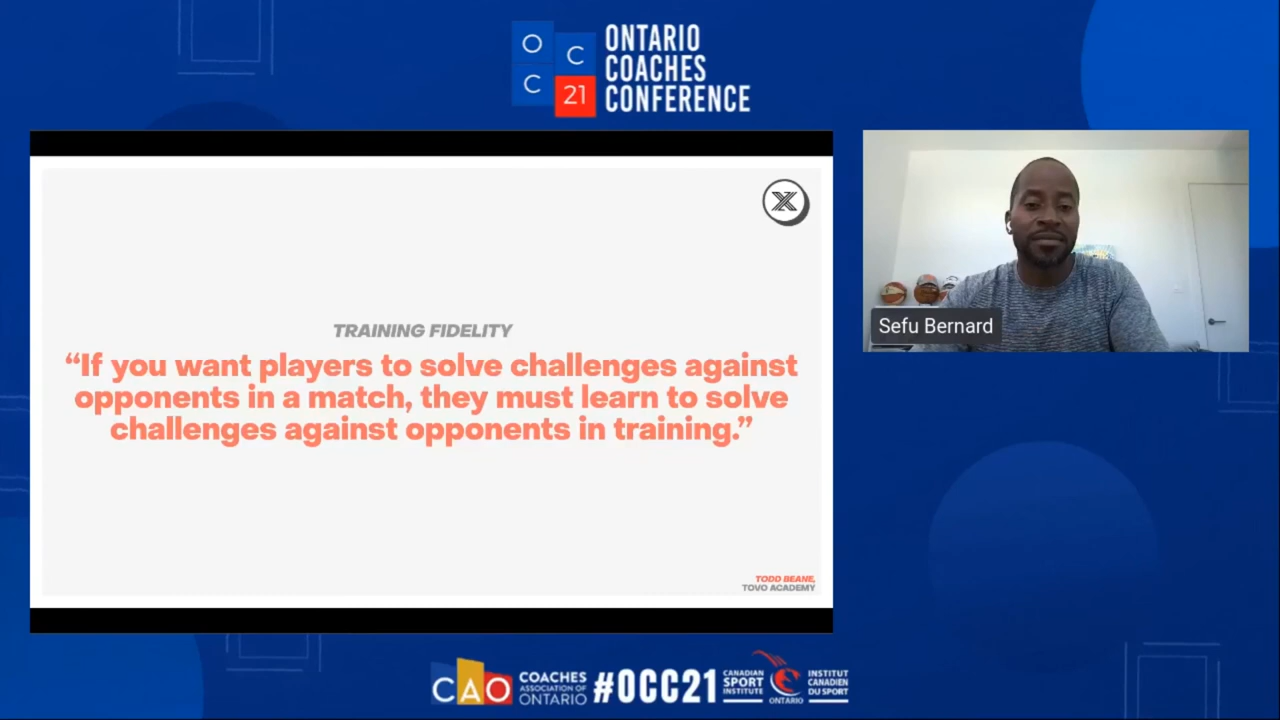 OCC21
ONTARIO
COACHES
CONFERENCE
TRAINING FIDELITY
“If you want players to solve challenges against
opponents in a match, they must learn to solve
challenges against opponents in training.”
TODD BEANE,
TOVO ACADEMY
Sefu Bernard
CAO
COACHES
ASSOCIATION OF
ONTARIO
#OCC21
CANADIAN
SPORT
INSTITUTE
ONTARIO
INSTITUT
CANADIEN
DU SPORT